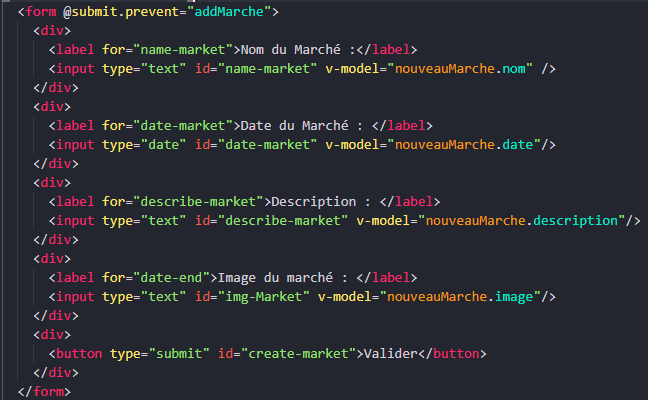 <form @submit.prevent="addMarche">
<div>
<label for="name-market">Nom du Marché :</label>
<input type="text" id="name-market" v-model="nouveauMarche.nom" />
</div>
<div>
<label for="date-market">Date du Marché : </label>
<input type="date" id="date-market" v-model="nouveauMarche.date"/>
</div>
<div>
<label for="describe-market">Description : </label>
<input type="text" id="describe-market" v-model="nouveauMarche.description"/>
</div>
<div>
<label for="date-end">Image du marché : </label>
<input type="text" id="img-Market" v-model="nouveauMarche.image"/>
</div>
<div>
<button type="submit" id="create-market">Valider</button>
</div>
</form>